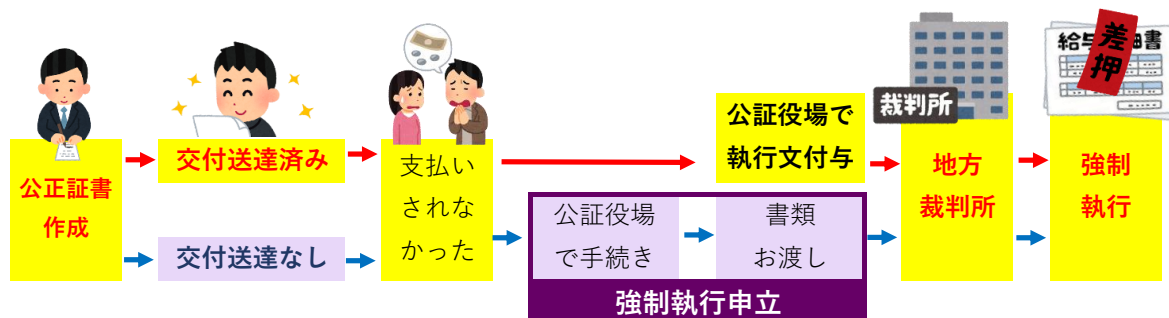 公正証書
作成
交付送達済み
交付送達なし
支払い
されな
かった
公証役場で
執行文付与
公証役場
で手続き
書類
お渡し
強制執行申立
裁判所
地方
裁判所
差押
強制
執行